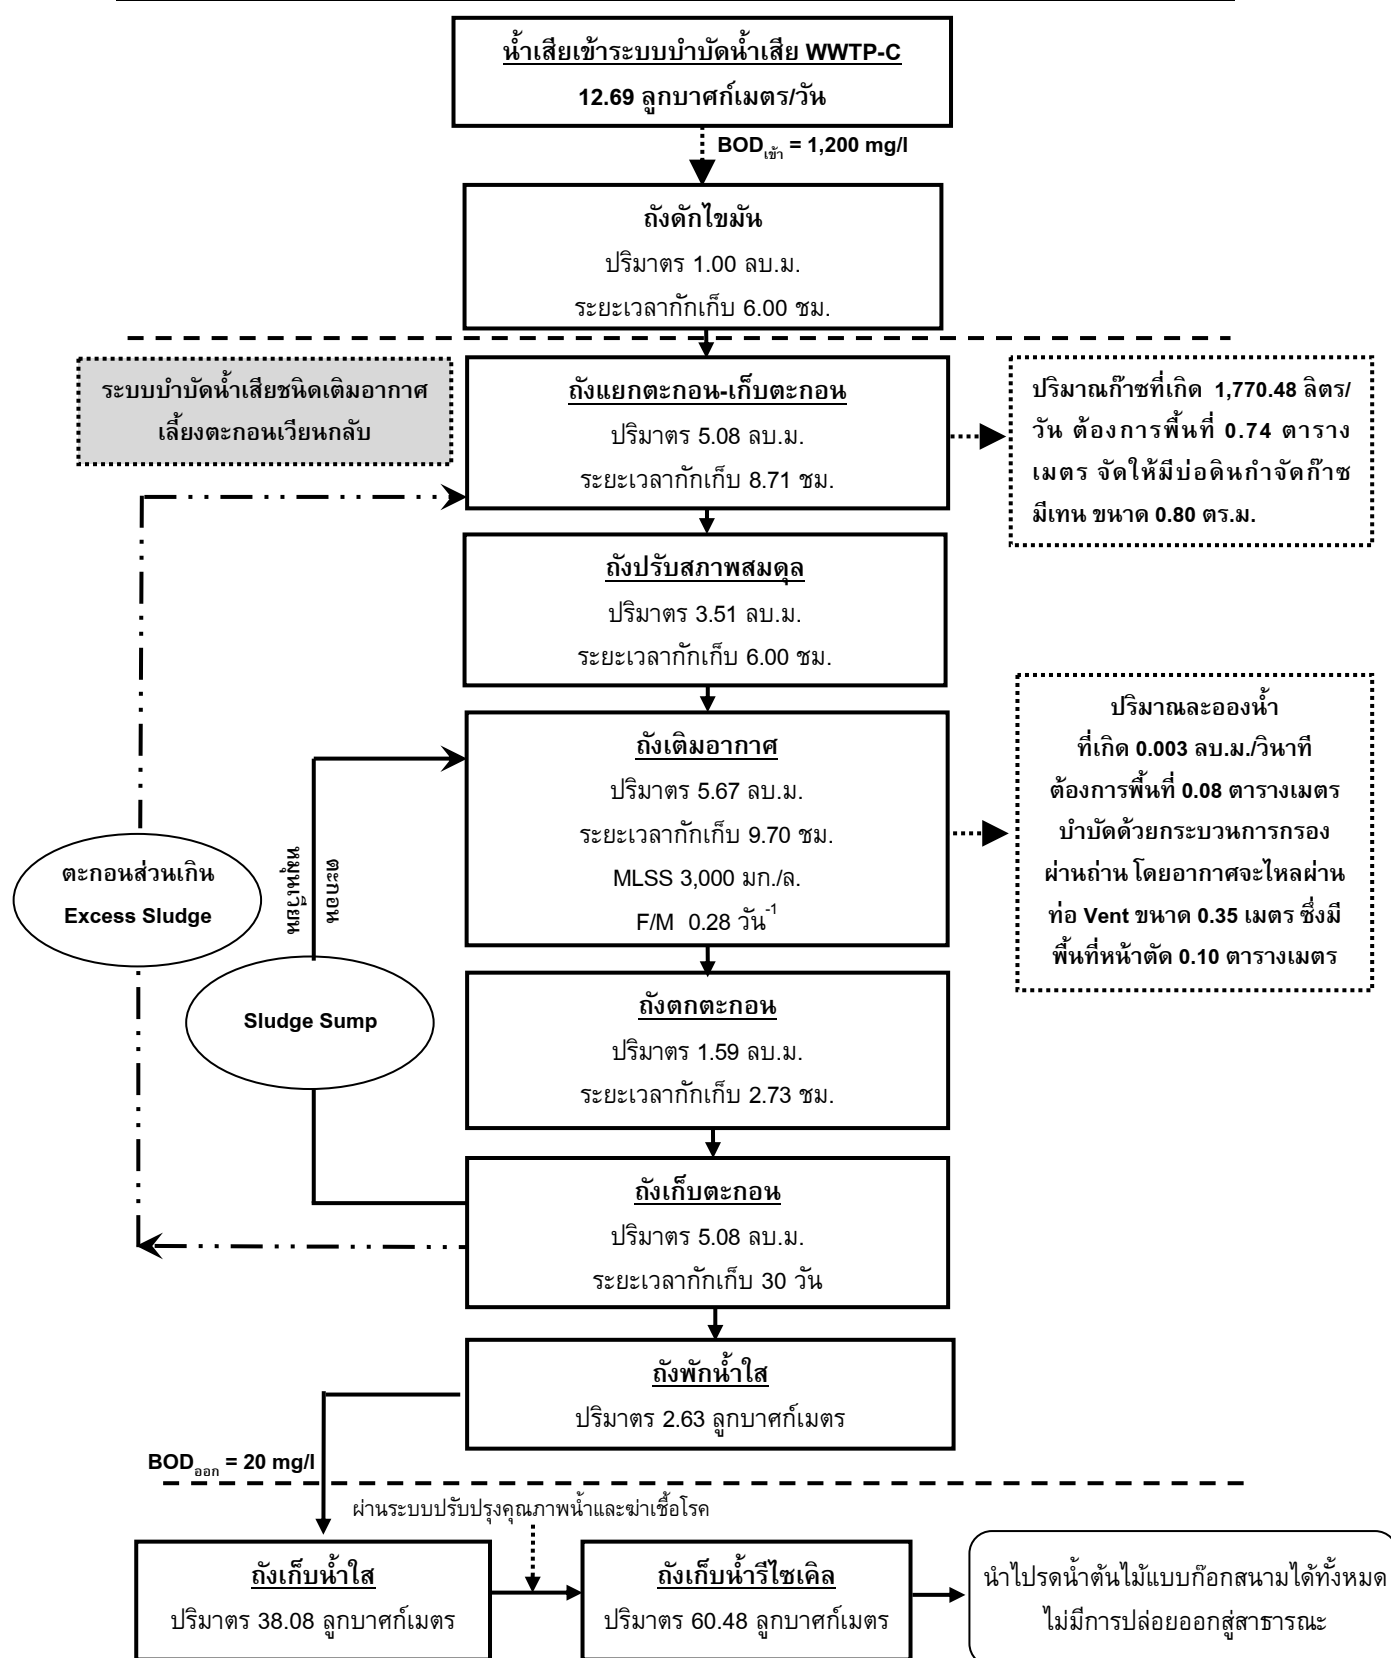 น้ำเสียเข้าระบบบำบัดน้ำเสีย WWTP-C
12.69 ลูกบาศก์เมตร/วัน
BODเข้า = 1,200 mg/l
ถังดักไขมัน
ปริมาตร 1.00 ลบ.ม.
ระยะเวลากักเก็บ 6.00 ชม.
ระบบบำบัดน้ำเสียชนิดเติมอากาศ
เลี้ยงตะกอนเวียนกลับ
ถังแยกตะกอน-เก็บตะกอน
ปริมาตร 5.08 ลบ.ม.
ระยะเวลากักเก็บ 8.71 ชม.
ปริมาณก๊าซที่เกิด 1,770.48 ลิตร/
วัน ต้องการพื้นที่ 0.74 ตาราง
เมตร จัดให้มีบ่อดินกำจัดก๊าซ
มีเทน ขนาด 0.80 ตร.ม.
ถังปรับสภาพสมดุล
ปริมาตร 3.51 ลบ.ม.
ระยะเวลากักเก็บ 6.00 ชม.
ถังเติมอากาศ
ปริมาตร 5.67 ลบ.ม.
ระยะเวลากักเก็บ 9.70 ชม.
MLSS 3,000 มก./ล.
F/M 0.28 วัน-1
ปริมาณละอองน้ำ
ที่เกิด 0.003 ลบ.ม./วินาที
ต้องการพื้นที่ 0.08 ตารางเมตร
บำบัดด้วยกระบวนการกรอง
ผ่านถ่าน โดยอากาศจะไหลผ่าน
ท่อ Vent ขนาด 0.35 เมตร ซึ่งมี
พื้นที่หน้าตัด 0.10 ตารางเมตร
ตะกอนส่วนเกิน
Excess Sludge
ตะกอน
หมุนเวียน
Sludge Sump
ถังตกตะกอน
ปริมาตร 1.59 ลบ.ม.
ระยะเวลากักเก็บ 2.73 ชม.
ถังเก็บตะกอน
ปริมาตร 5.08 ลบ.ม.
ระยะเวลากักเก็บ 30 วัน
ถังพักน้ำใส
ปริมาตร 2.63 ลูกบาศก์เมตร
BODออก = 20 mg/l
ผ่านระบบปรับปรุงคุณภาพน้ำและฆ่าเชื้อโรค
ถังเก็บน้ำใส
ปริมาตร 38.08 ลูกบาศก์เมตร
ถังเก็บน้ำรีไซเคิล
ปริมาตร 60.48 ลูกบาศก์เมตร
นำไปรดน้ำต้นไม้แบบก๊อกสนามได้ทั้งหมด
ไม่มีการปล่อยออกสู่สาธารณะ